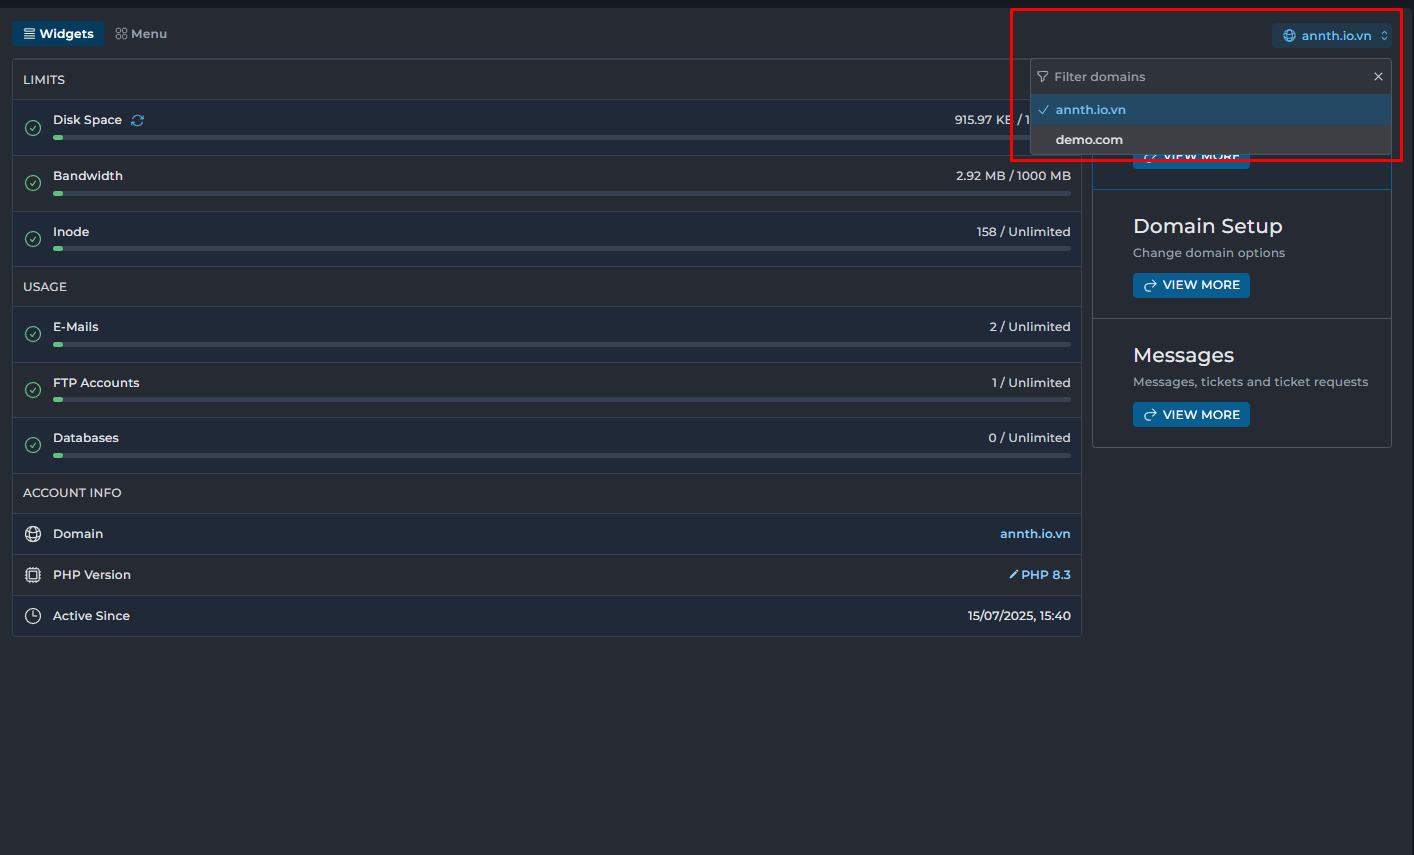 Widgets
Menu
annth.io.vn
Filter domains
annth.io.vn
demo.com
LIMITS
Disk Space
915.97 KB / 1
Bandwidth
2.92 MB / 1000 MB
Inode
158 / Unlimited
USAGE
E-Mails
2 / Unlimited
FTP Accounts
1 / Unlimited
Databases
0 / Unlimited
ACCOUNT INFO
Domain
annth.io.vn
PHP Version
PHP 8.3
Active Since
15/07/2025, 15:40
VIEW MORE
Domain Setup
Change domain options
VIEW MORE
Messages
Messages, tickets and ticket requests
VIEW MORE